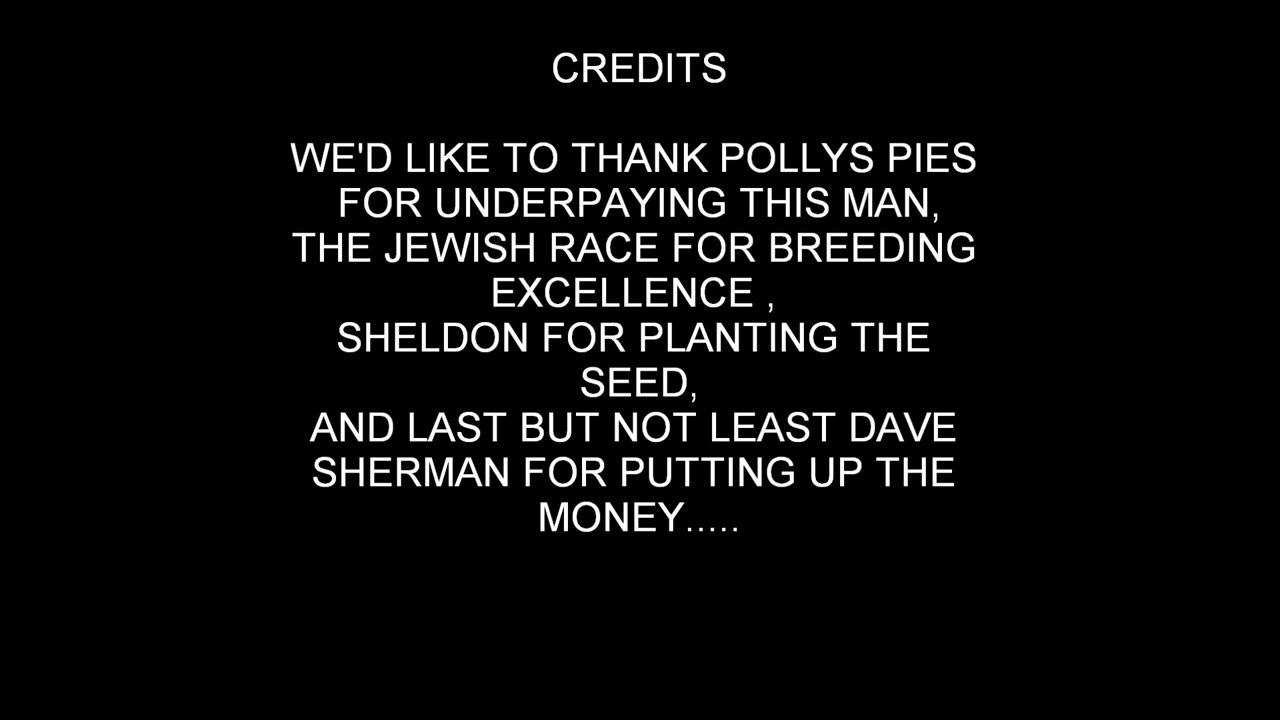 CREDITS
WE'D LIKE TO THANK POLLYS PIES
FOR UNDERPAYING THIS MAN,
THE JEWISH RACE FOR BREEDING
EXCELLENCE ,
SHELDON FOR PLANTING THE
SEED,
AND LAST BUT NOT LEAST DAVE
SHERMAN FOR PUTTING UP THE
MONEY.....